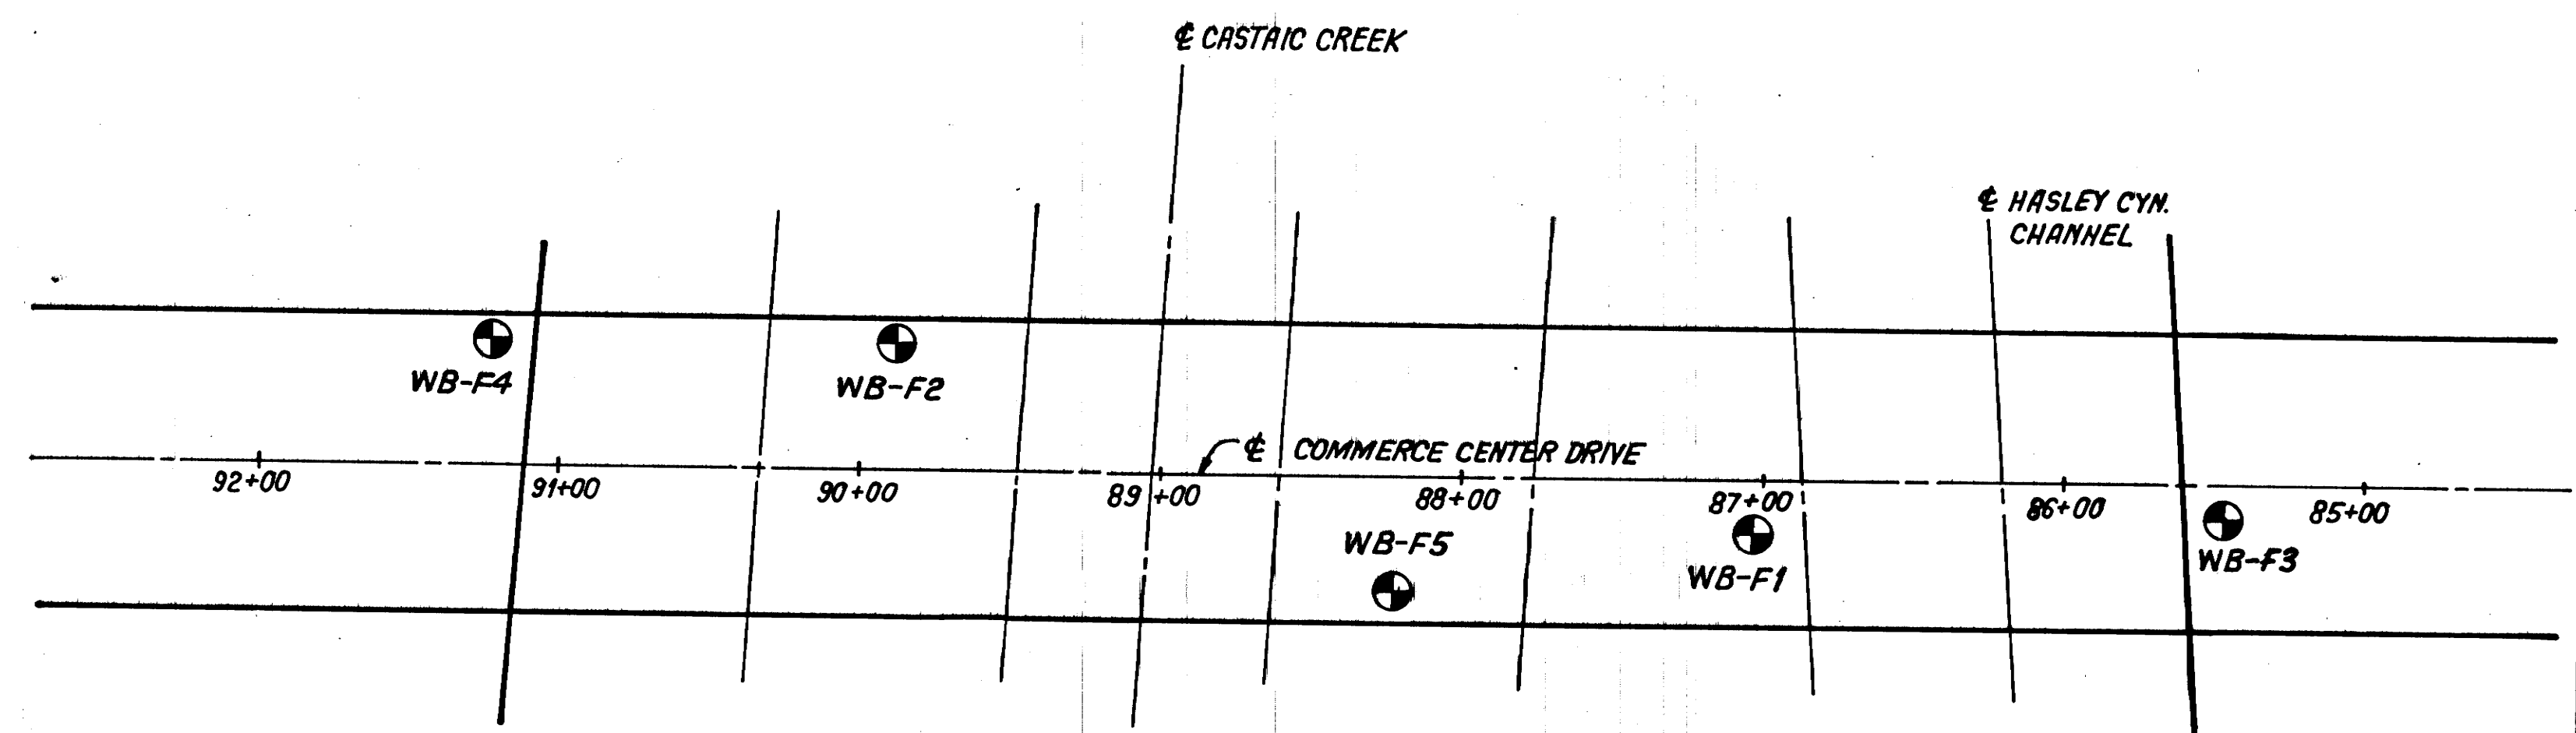 ℄ CASTAIC CREEK
℄ HASLEY CYN.
CHANNEL
WB-F4
WB-F2
℄ COMMERCE CENTER DRIVE
92+00
91+00
90+00
89+00
88+00
87+00
86+00
85+00
WB-F5
WB-F1
WB-F3